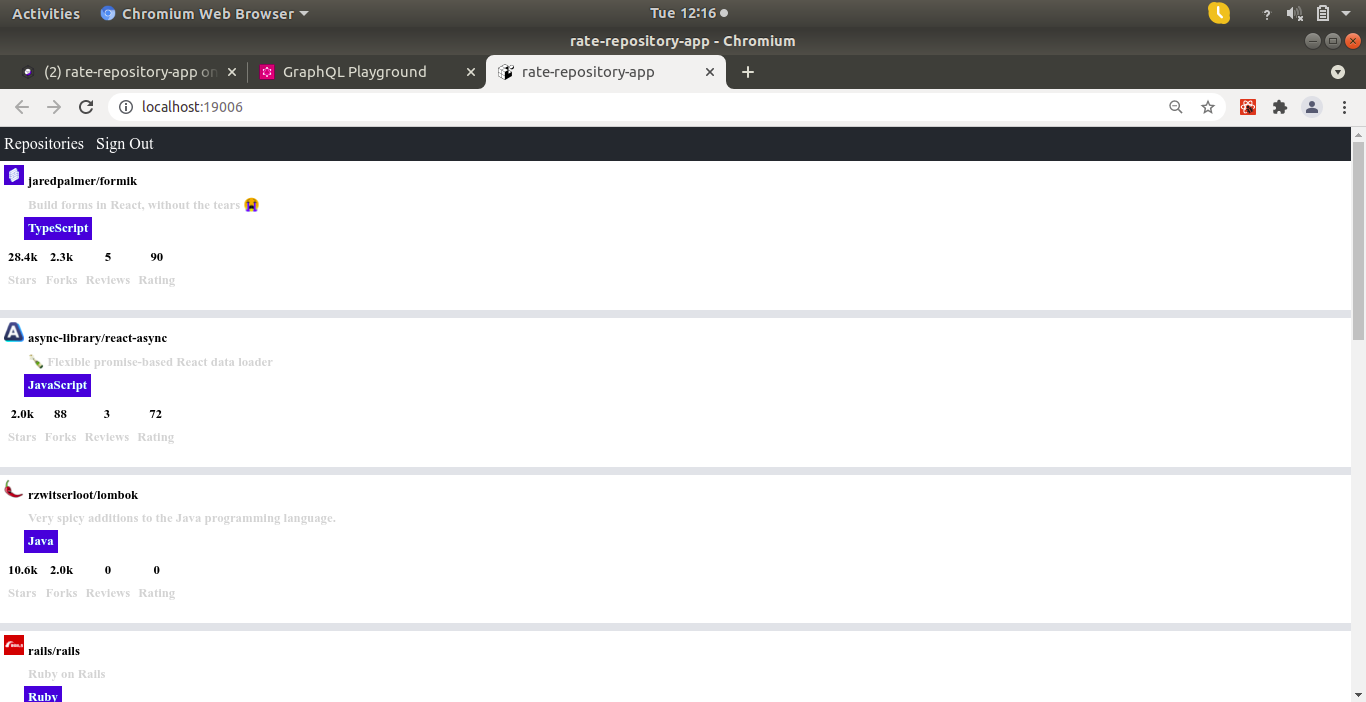 Activities Chromium Web Browser Tue 12:16
rate-repository-app - Chromium
(2) rate-repository-app on GraphQL Playground rate-repository-app
localhost:19006
Repositories Sign Out
jaredpalmer/formik
Build forms in React, without the tears 😭
TypeScript
28.4k 2.3k 5 90
Stars Forks Reviews Rating
async-library/react-async
🍾 Flexible promise-based React data loader
JavaScript
2.0k 88 3 72
Stars Forks Reviews Rating
rzwitserloot/lombok
Very spicy additions to the Java programming language.
Java
10.6k 2.0k 0 0
Stars Forks Reviews Rating
rails/rails
Ruby on Rails
Ruby